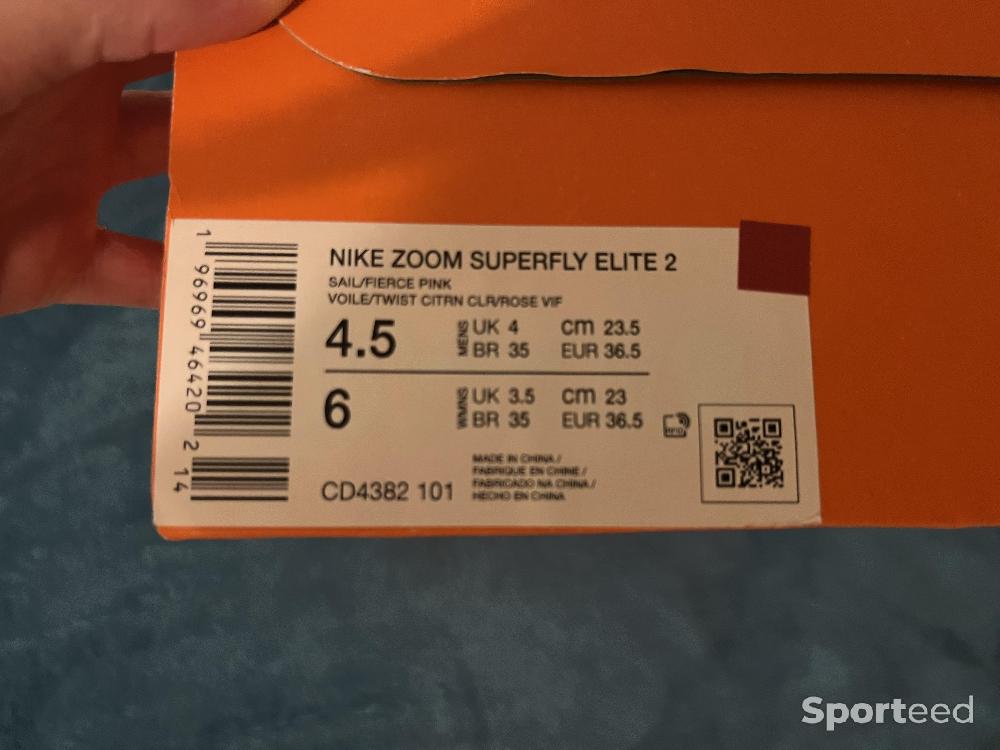 NIKE ZOOM SUPERFLY ELITE 2
SAIL/FIERCE PINK
VOILE/TWIST CITRN CLR/ROSE VIF
4.5 MENS UK 4 CM 23.5
BR 35 EUR 36.5
6 WMNS UK 3.5 CM 23
BR 35 EUR 36.5
RFID
MADE IN CHINA /
FABRIQUE EN CHINE /
FABRICADO NA CHINA /
HECHO EN CHINA
CD4382 101
1 96969 46420 2 14
Sporteed